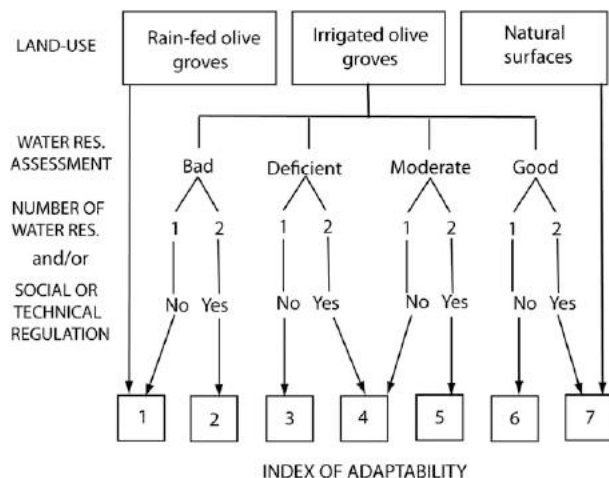 LAND-USE
Rain-fed olive
groves
Irrigated olive
groves
Natural
surfaces
WATER RES.
ASSESSMENT
Bad
Deficient
Moderate
Good
NUMBER OF
WATER RES.
1 2 1 2 1 2 1 2
and/or
SOCIAL OR
TECHNICAL
REGULATION
No Yes No Yes No Yes No Yes
1 2 3 4 5 6 7
INDEX OF ADAPTABILITY